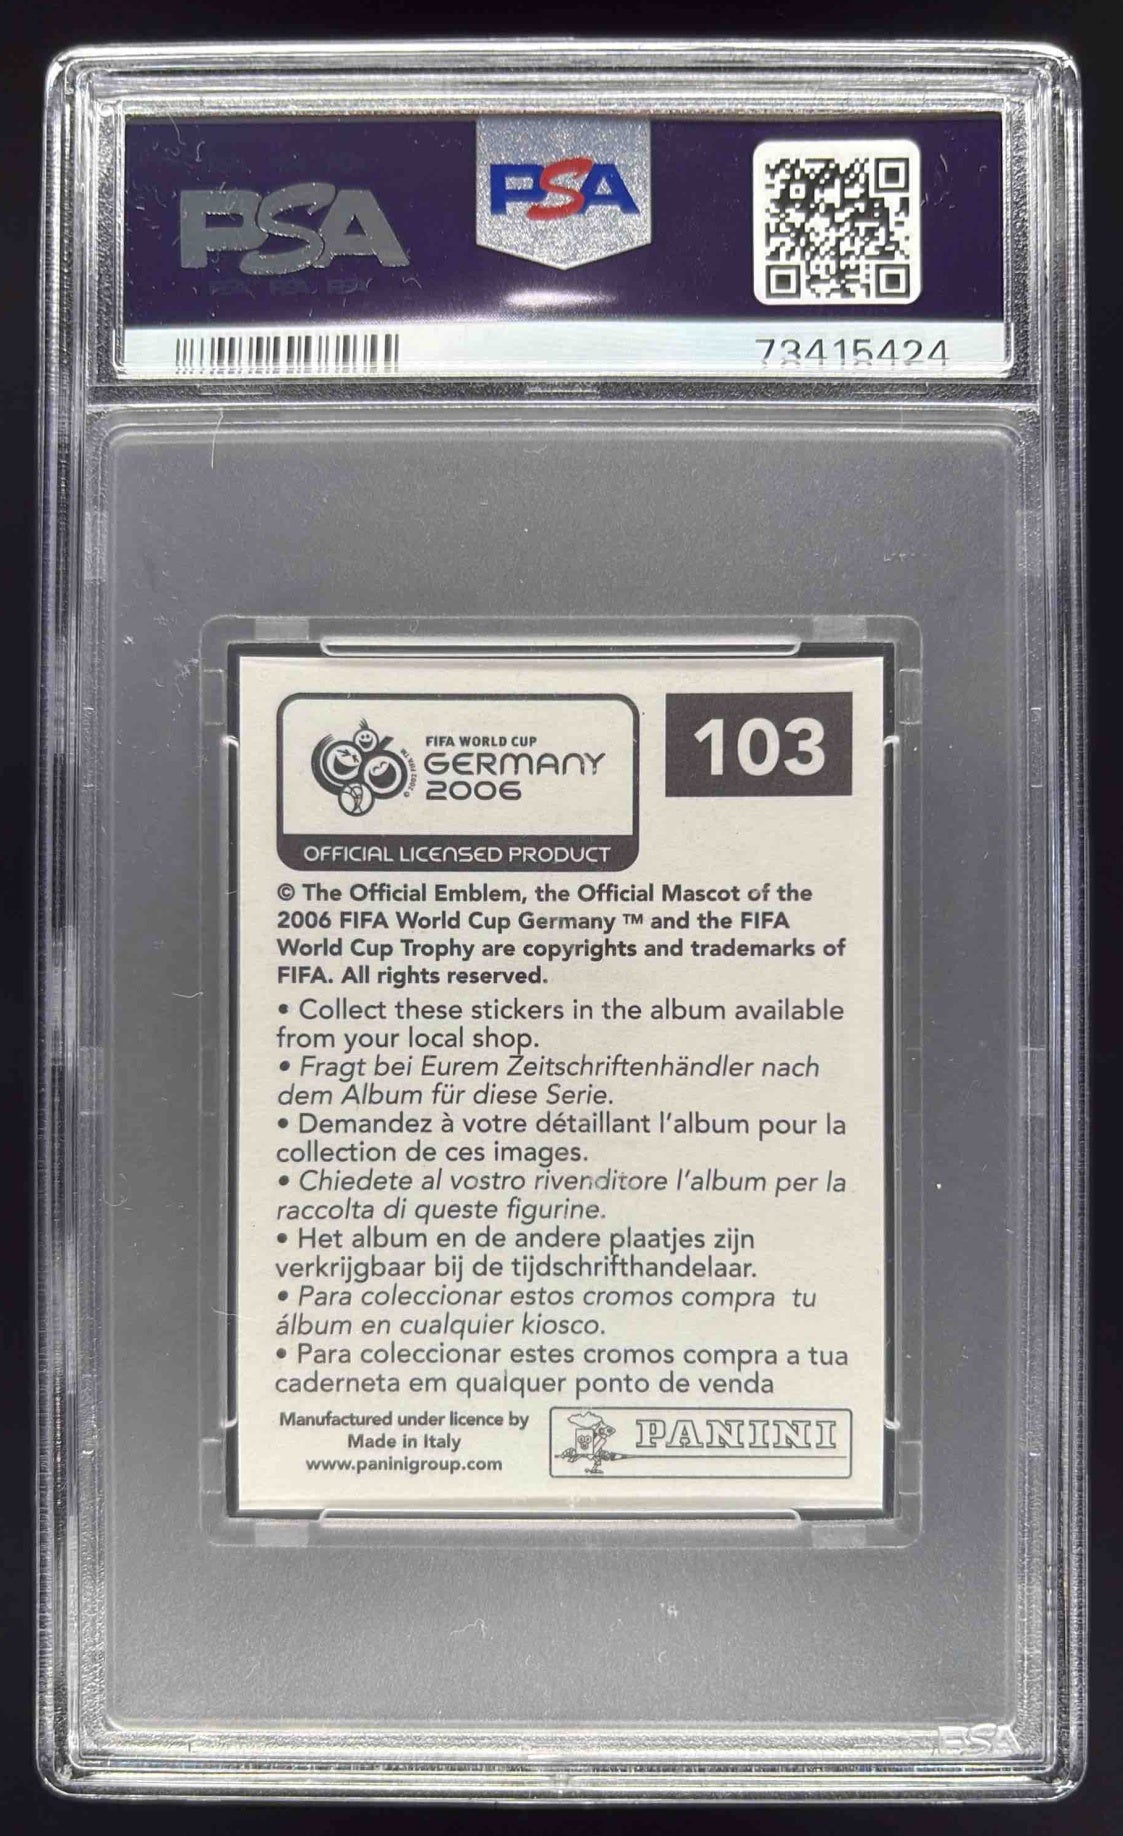 PSA
PSA
73415424
FIFA WORLD CUP
GERMANY
2006
103
OFFICIAL LICENSED PRODUCT
© The Official Emblem, the Official Mascot of the
2006 FIFA World Cup Germany ™ and the FIFA
World Cup Trophy are copyrights and trademarks of
FIFA. All rights reserved.
• Collect these stickers in the album available
from your local shop.
• Fragt bei Eurem Zeitschriftenhändler nach
dem Album für diese Serie.
• Demandez à votre détaillant l'album pour la
collection de ces images.
• Chiedete al vostro rivenditore l'album per la
raccolta di queste figurine.
• Het album en de andere plaatjes zijn
verkrijgbaar bij de tijdschrifthandelaar.
• Para coleccionar estos cromos compra tu
álbum en cualquier kiosco.
• Para coleccionar estes cromos compra a tua
caderneta em qualquer ponto de venda
Manufactured under licence by
Made in Italy
www.paninigroup.com
PANINI
PSA